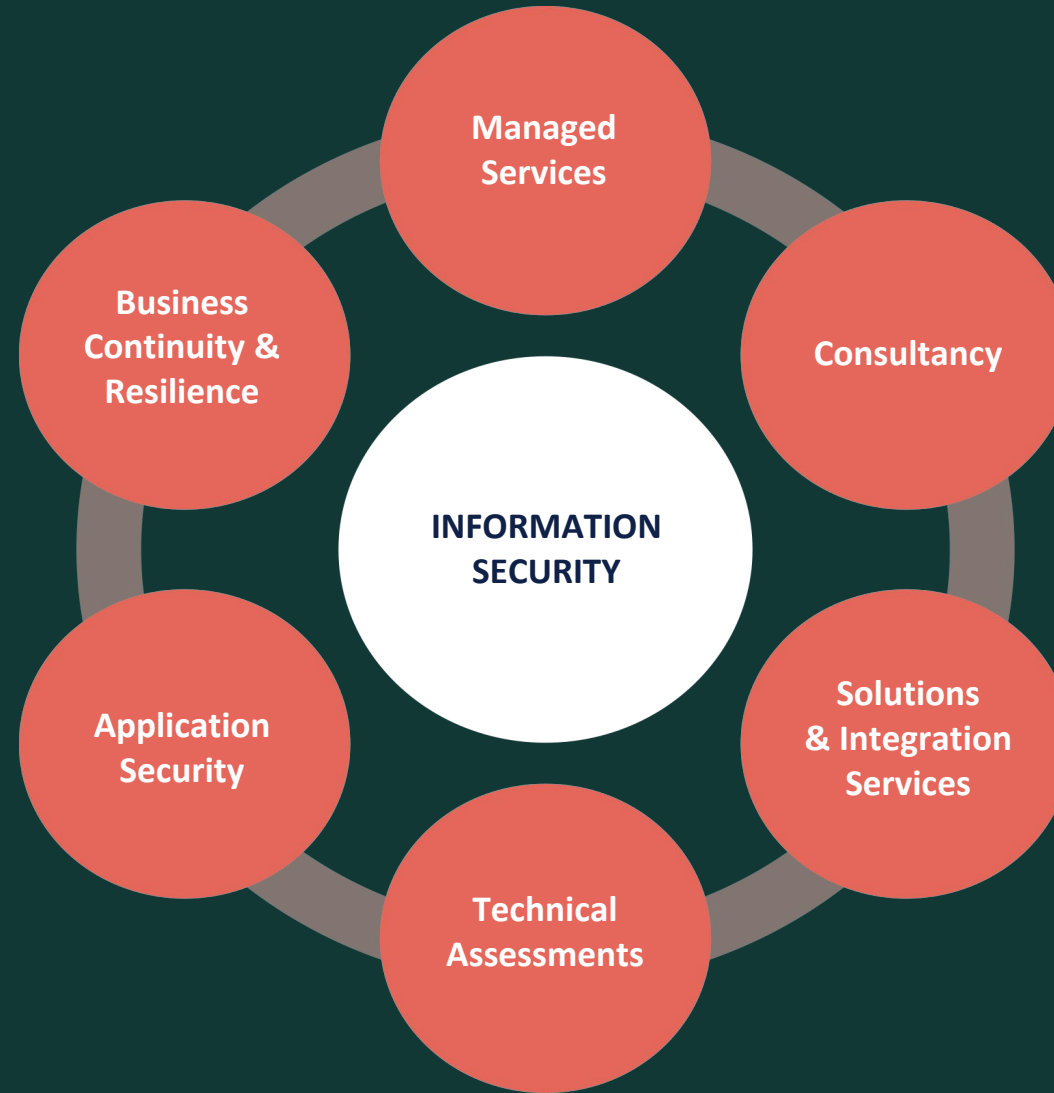 Managed
Services
Business
Continuity &
Resilience
Consultancy
INFORMATION
SECURITY
Application
Security
Solutions
& Integration
Services
Technical
Assessments